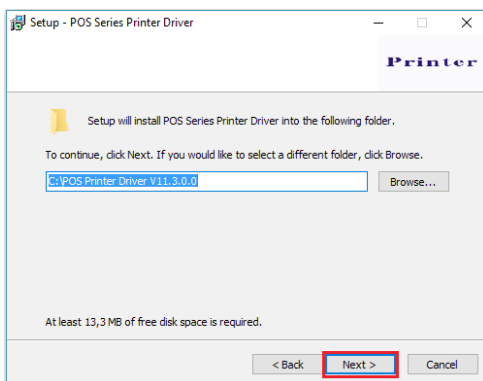 Setup - POS Series Printer Driver
Printer
Setup will install POS Series Printer Driver into the following folder.
To continue, click Next. If you would like to select a different folder, click Browse.
C:\POS Printer Driver V11.3.0.0
Browse...
At least 13,3 MB of free disk space is required.
< Back Next > Cancel